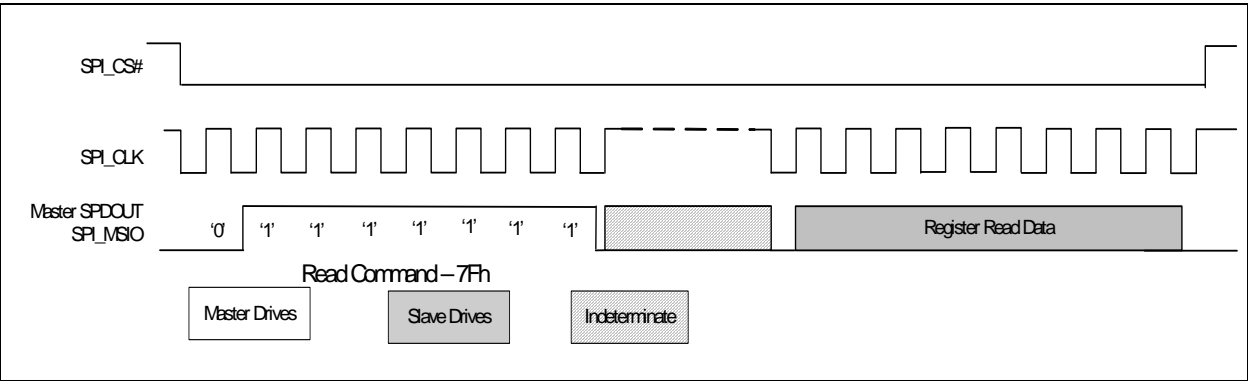 SPI_CS#
SPI_CLK
Master SPDOUT
SPI_MSIO
‘0’ ‘1’ ‘1’ ‘1’ ‘1’ ‘1’ ‘1’ ‘1’
Register Read Data
Read Command – 7Fh
Master Drives
Slave Drives
Indeterminate